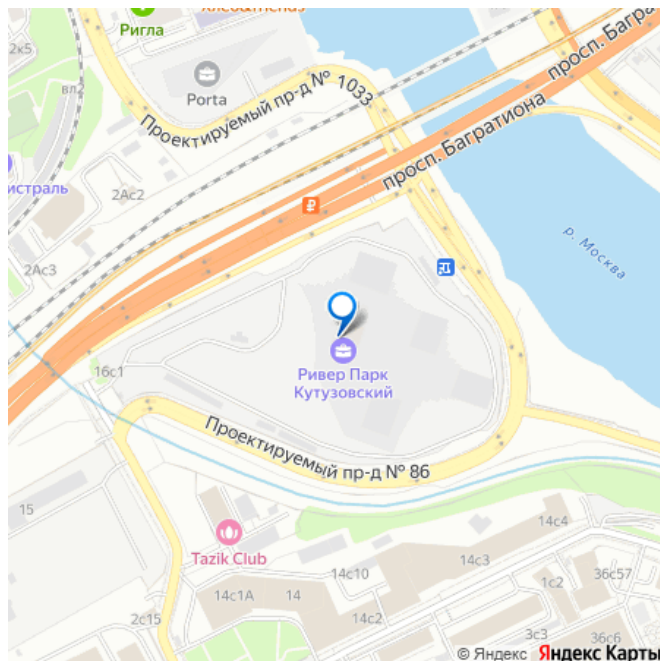 2к5
Ригла
вл2
Porta
Проектируемый пр-д № 1033
просп. Багра
просп. Багратиона
истраль
2Ас2
2Ас3
р. Москва
16с1
Ривер Парк
Кутузовский
Проектируемый пр-д № 86
15
Tazik Club
14с4
14с3
14с10
14с1А
14
14с2
2с15
1с2
36с57
3с3
36с6
© Яндекс Яндекс Карты